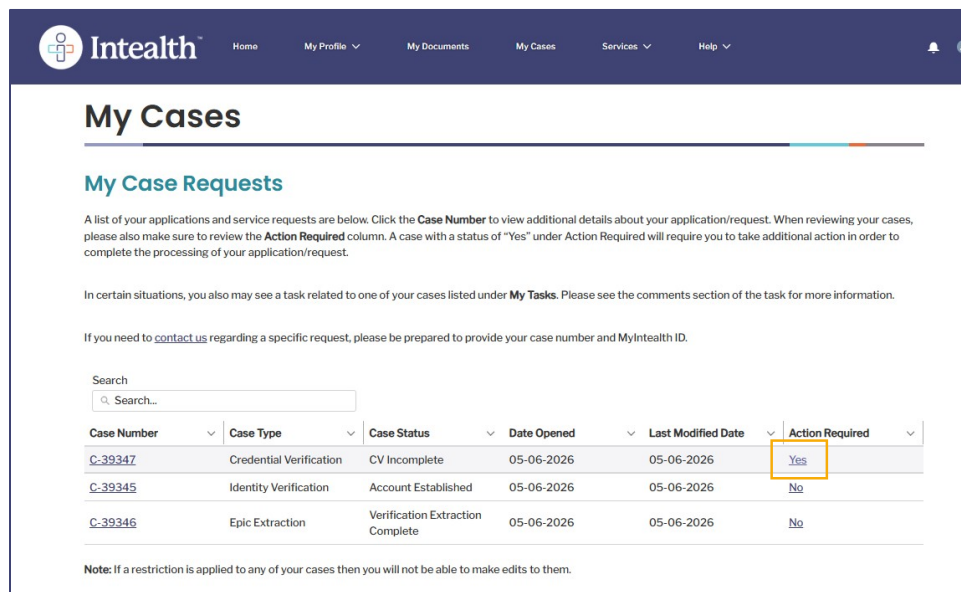 Intealth™
Home My Profile My Documents My Cases Services Help
My Cases
My Case Requests
A list of your applications and service requests are below. Click the Case Number to view additional details about your application/request. When reviewing your cases,
please also make sure to review the Action Required column. A case with a status of “Yes” under Action Required will require you to take additional action in order to
complete the processing of your application/request.
In certain situations, you also may see a task related to one of your cases listed under My Tasks. Please see the comments section of the task for more information.
If you need to contact us regarding a specific request, please be prepared to provide your case number and MyIntealth ID.
Search
Search...
Case Number Case Type Case Status Date Opened Last Modified Date Action Required
C-39347 Credential Verification CV Incomplete 05-06-2026 05-06-2026 Yes
C-39345 Identity Verification Account Established 05-06-2026 05-06-2026 No
C-39346 Epic Extraction Verification Extraction Complete 05-06-2026 05-06-2026 No
Note: If a restriction is applied to any of your cases then you will not be able to make edits to them.